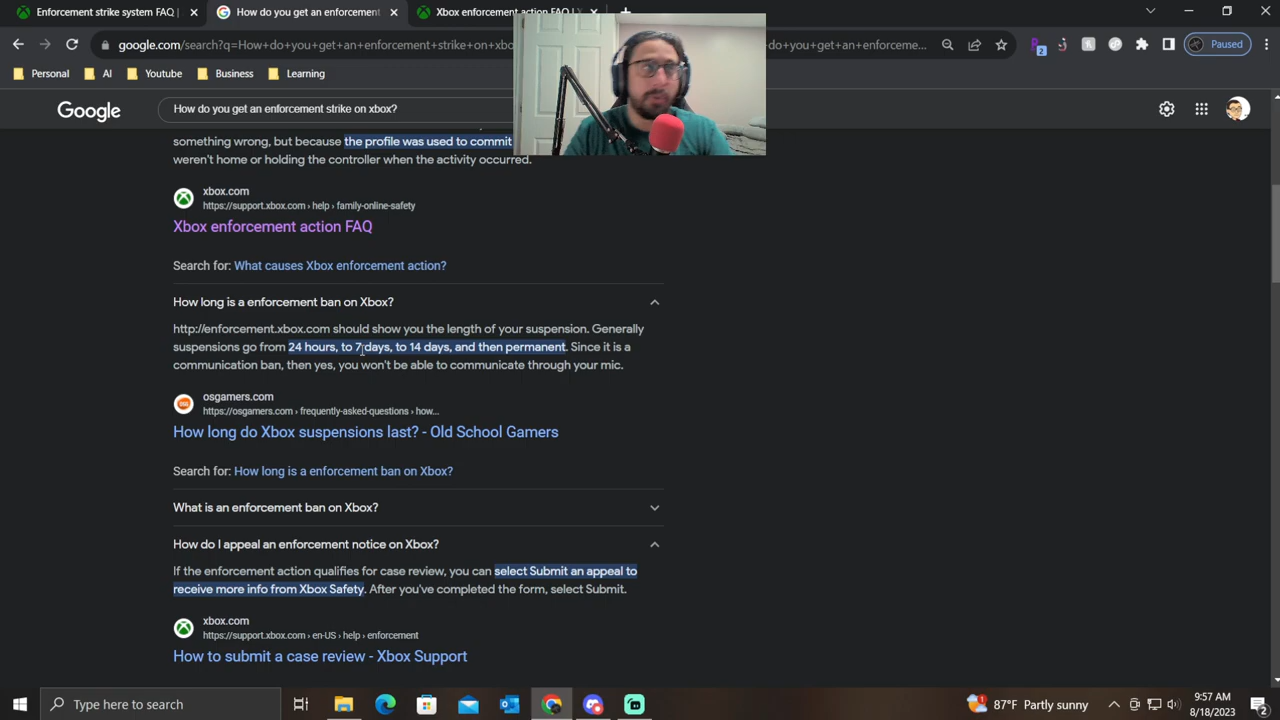 Enforcement strike system FAQ |
How do you get an enforcement
Xbox enforcement action FAQ |
google.com/search?q=How+do+you+get+an+enforcement+strike+on+xbo
do+you+get+an+enforceme...
2
Paused
Personal
AI
Youtube
Business
Learning
Google
How do you get an enforcement strike on xbox?
something wrong, but because the profile was used to commit
weren't home or holding the controller when the activity occurred.
xbox.com
https://support.xbox.com › help › family-online-safety
Xbox enforcement action FAQ
Search for: What causes Xbox enforcement action?
How long is a enforcement ban on Xbox?
http://enforcement.xbox.com should show you the length of your suspension. Generally
suspensions go from 24 hours, to 7 days, to 14 days, and then permanent. Since it is a
communication ban, then yes, you won't be able to communicate through your mic.
OSG
osgamers.com
https://osgamers.com › frequently-asked-questions › how...
How long do Xbox suspensions last? - Old School Gamers
Search for: How long is a enforcement ban on Xbox?
What is an enforcement ban on Xbox?
How do I appeal an enforcement notice on Xbox?
If the enforcement action qualifies for case review, you can select Submit an appeal to
receive more info from Xbox Safety. After you've completed the form, select Submit.
xbox.com
https://support.xbox.com › en-US › help › enforcement
How to submit a case review - Xbox Support
Type here to search
1
87°F Partly sunny
9:57 AM
8/18/2023
2